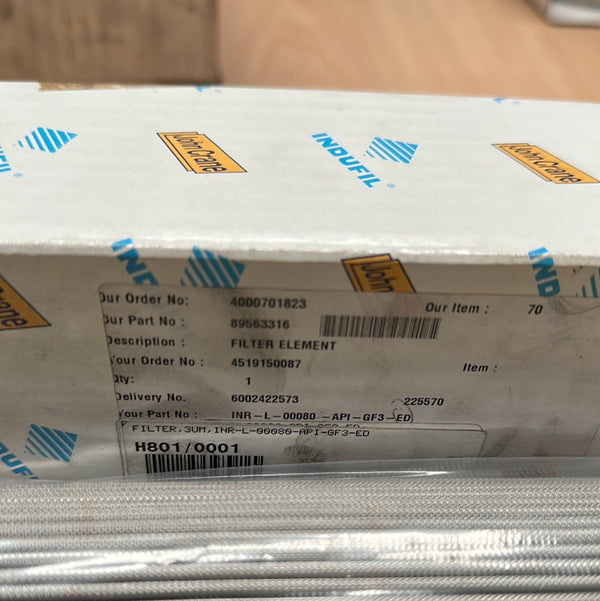 John Crane
INDUFIL ®
John Crane
John
Our Order No: 4000701823 Our Item : 70
Our Part No : 89563316
Description : FILTER ELEMENT
Your Order No : 4519150087 Item :
Qty: 1
Delivery No. 6002422573 225570
Your Part No : INR-L-00080 -API-GF3-ED
FILTER,3UM,INR-L-00080-API-GF3-ED
H801/0001